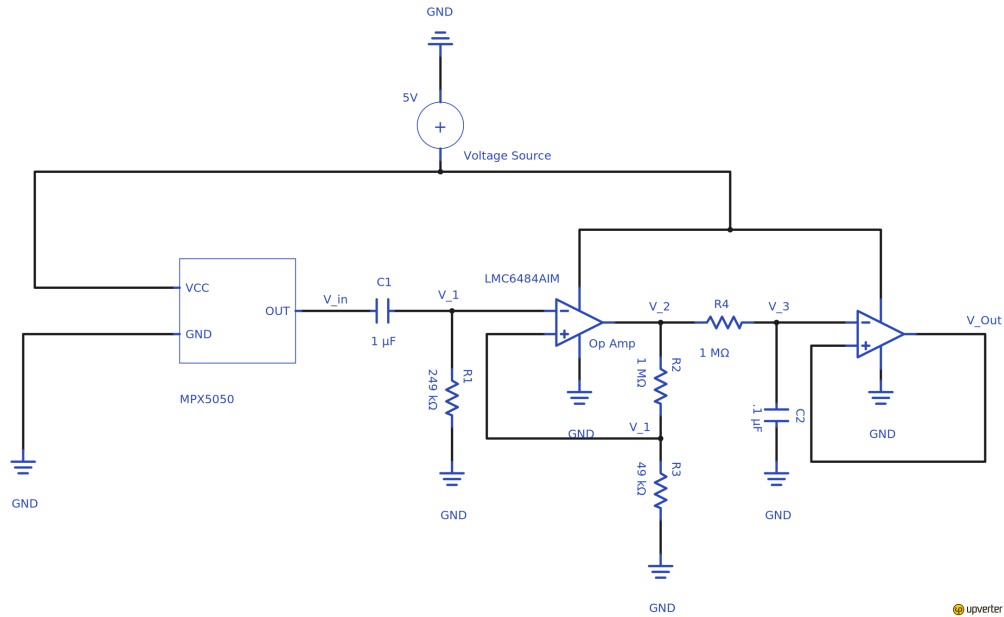 GND
5V
+
Voltage Source
VCC
OUT
GND
MPX5050
GND
V_in
C1
1 µF
V_1
R1
249 kΩ
GND
LMC6484AIM
Op Amp
GND
V_2
R2
1 MΩ
V_1
R3
49 kΩ
GND
R4
1 MΩ
V_3
C2
.1 µF
GND
GND
V_Out
upverter